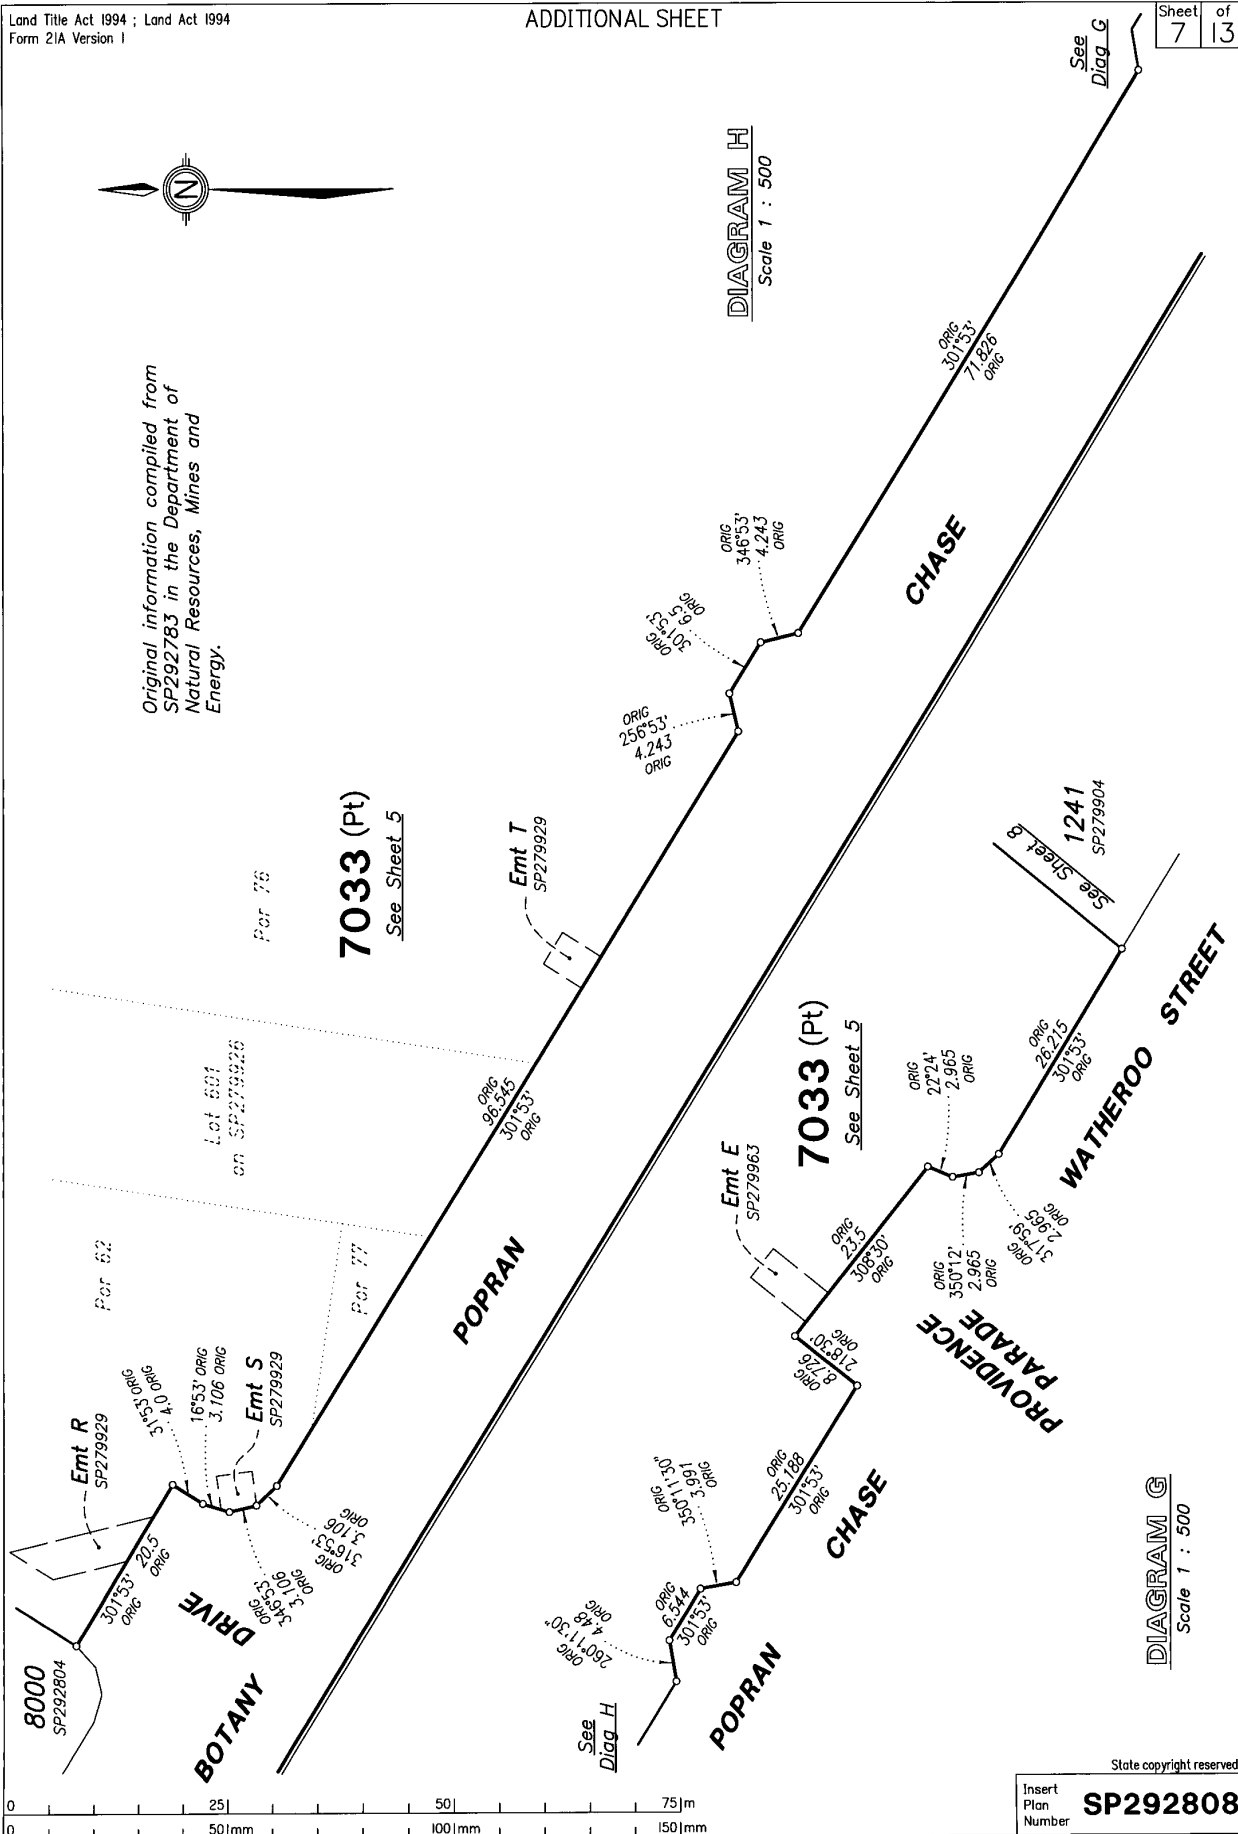 Land Title Act 1994 ; Land Act 1994
Form 21A Version 1
ADDITIONAL SHEET
Sheet of
7 13
See
Diag G
N
DIAGRAM H
Scale 1 : 500
Original information compiled from
SP292783 in the Department of
Natural Resources, Mines and
Energy.
ORIG
301°53'
71.826
ORIG
ORIG
346°53'
4.243
ORIG
ORIG
301°53'
6.5
ORIG
ORIG
256°53'
4.243
ORIG
CHASE
7033 (Pt)
See Sheet 5
Por 76
Emt T
SP279929
Lot 601
on SP279926
ORIG
96.545
301°53'
ORIG
Por 62
Por 77
POPRAN
31°53' ORIG
4.0 ORIG
16°53' ORIG
3.106 ORIG
Emt S
SP279929
Emt R
SP279929
301°53' 20.5
ORIG ORIG
ORIG
346°53'
3.106
ORIG
ORIG
316°53'
3.106
ORIG
8000
SP292804
BOTANY
DRIVE
1241
SP279904
See Sheet 8
7033 (Pt)
See Sheet 5
ORIG
26.215
301°53'
ORIG
WATHEROO STREET
ORIG
22°24'
2.965
ORIG
ORIG
350°12'
2.965
ORIG
ORIG
317°59'
2.965
ORIG
Emt E
SP279963
ORIG
23.5
308°30'
ORIG
ORIG
8.726
218°30'
ORIG
PROVIDENCE
PARADE
ORIG
25.188
301°53'
ORIG
ORIG
350°11'30"
3.991
ORIG
ORIG
6.544
301°53'
ORIG
ORIG
260°11'30"
4.48
ORIG
CHASE
POPRAN
See
Diag H
DIAGRAM G
Scale 1 : 500
State copyright reserved
0 25 50 75 m
0 50 mm 100 mm 150 mm
Insert
Plan
Number
SP292808